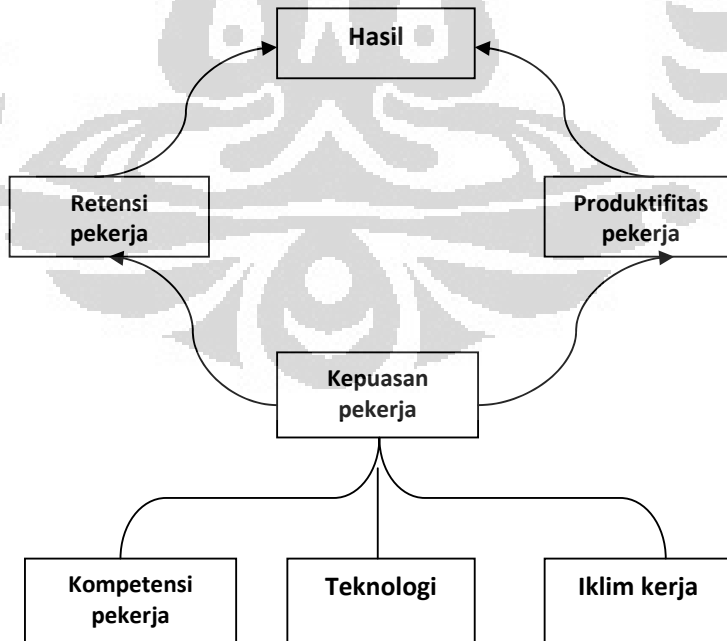 Hasil
Retensi
pekerja
Produktifitas
pekerja
Kepuasan
pekerja
Kompetensi
pekerja
Teknologi
Iklim kerja